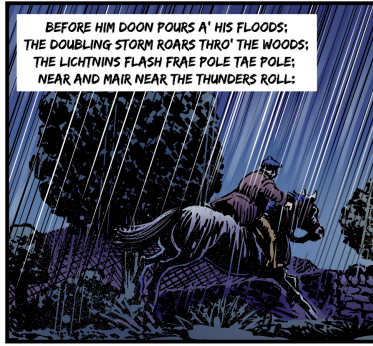 BEFORE HIM DOON POURS A' HIS FLOODS;
THE DOUBLING STORM ROARS THRO' THE WOODS;
THE LICHTNINS FLASH FRAE POLE TAE POLE;
NEAR AND MAIR NEAR THE THUNDERS ROLL: